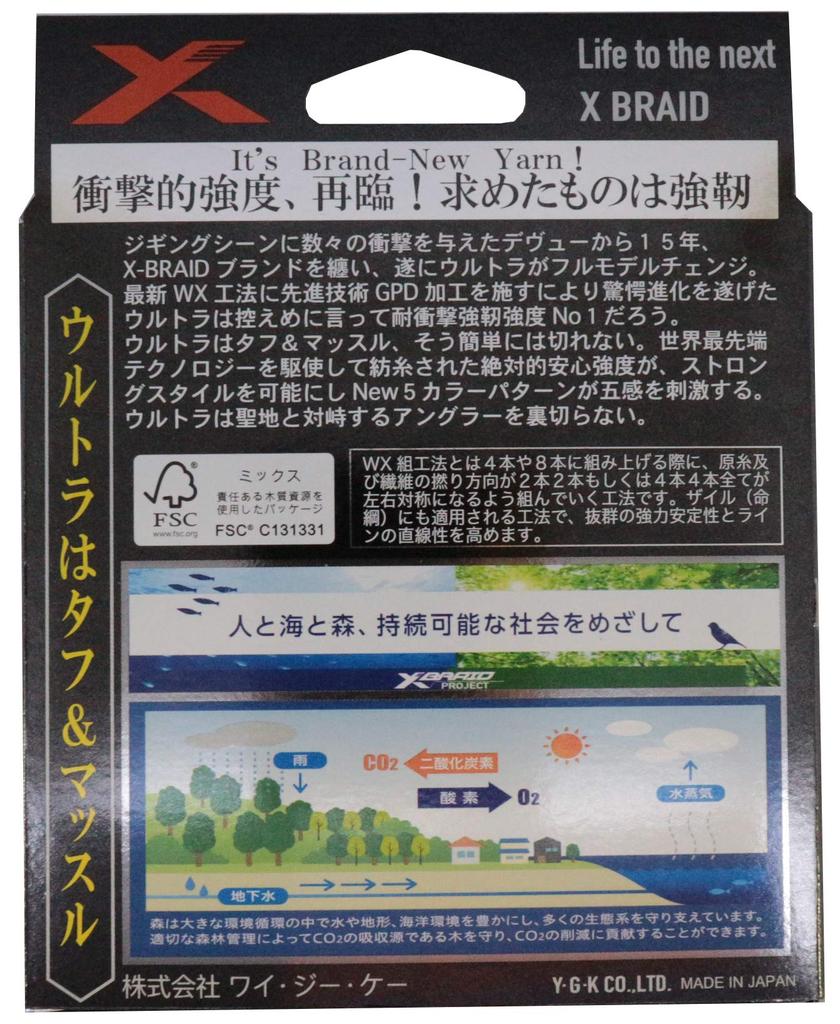 Life to the next
X BRAID
It's Brand-New Yarn!
衝撃的強度、再臨！求めたものは強靭
ジギングシーンに数々の衝撃を与えたデヴューから１５年、
X-BRAID ブランドを纏い、遂にウルトラがフルモデルチェンジ。
最新 WX 工法に先進技術 GPD 加工を施すにより驚愕進化を遂げた
ウルトラは控えめに言って耐衝撃強靭強度 No１だろう。
ウルトラはタフ＆マッスル、そう簡単には切れない。世界最先端
テクノロジーを駆使して紡糸された絶対的安心強度が、ストロン
グスタイルを可能にし New５カラーパターンが五感を刺激する。
ウルトラは聖地と対峙するアングラーを裏切らない。
ウルトラはタフ＆マッスル
FSC
www.fsc.org
ミックス
責任ある木質資源を
使用したパッケージ
FSC® C131331
WX 組工法とは４本や８本に組み上げる際に、原糸及
び繊維の撚り方向が２本２本もしくは４本４本全てが
左右対称になるよう組んでいく工法です。ザイル（命
綱）にも適用される工法で、抜群の強力安定性とライ
ンの直線性を高めます。
人と海と森、持続可能な社会をめざして
X BRAID
PROJECT
雨
CO2 二酸化炭素
酸素 O2
水蒸気
地下水
森は大きな環境循環の中で水や地形、海洋環境を豊かにし、多くの生態系を守り支えています。
適切な森林管理によってCO2の吸収源である木を守り、CO2の削減に貢献することができます。
株式会社 ワイ・ジー・ケー
Y·G·K CO.,LTD. MADE IN JAPAN